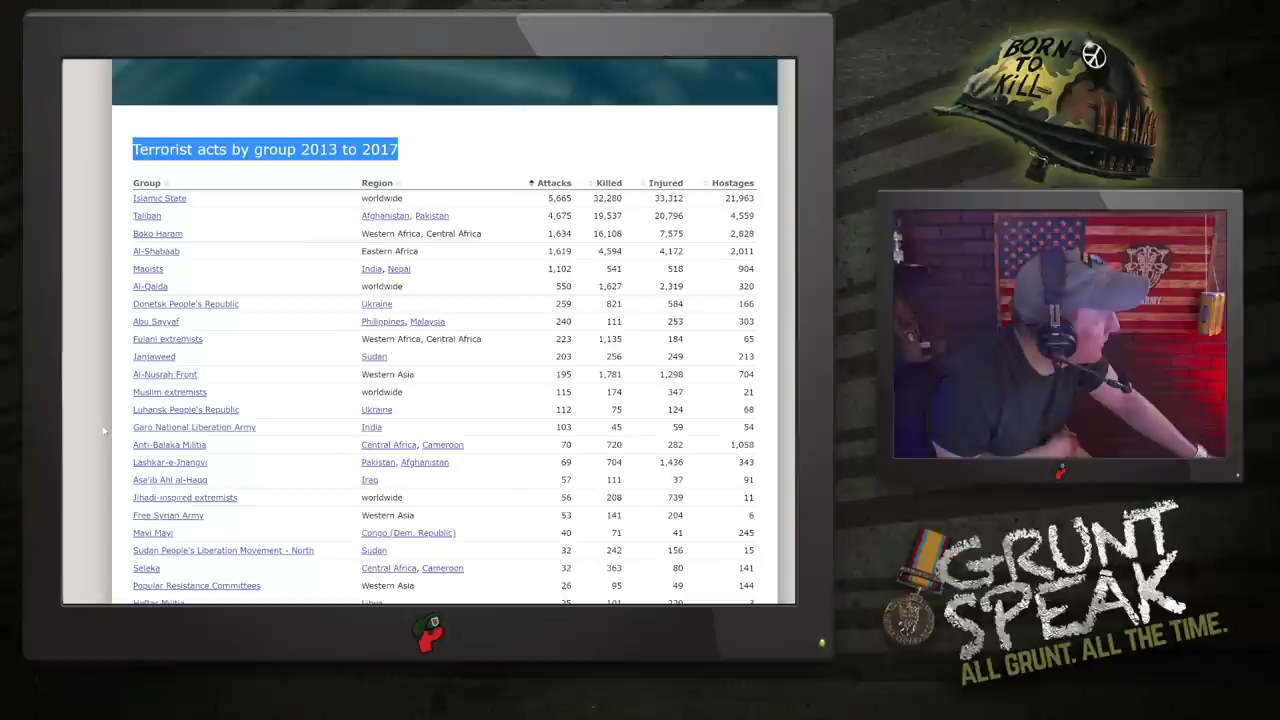 Terrorist acts by group 2013 to 2017
Group Region Attacks Killed Injured Hostages
Islamic State worldwide 5,665 32,280 33,312 21,963
Taliban Afghanistan, Pakistan 4,675 19,537 20,796 4,559
Boko Haram Western Africa, Central Africa 1,634 16,108 7,575 2,828
Al-Shabaab Eastern Africa 1,619 4,594 4,172 2,011
Maoists India, Nepal 1,102 541 518 904
Al-Qaida worldwide 550 1,627 2,319 320
Donetsk People's Republic Ukraine 259 821 584 166
Abu Sayyaf Philippines, Malaysia 240 111 253 303
Fulani extremists Western Africa, Central Africa 223 1,135 184 65
Janjaweed Sudan 203 256 249 213
Al-Nusrah Front Western Asia 195 1,781 1,298 704
Muslim extremists worldwide 115 174 347 21
Luhansk People's Republic Ukraine 112 75 124 68
Garo National Liberation Army India 103 45 59 54
Anti-Balaka Militia Central Africa, Cameroon 70 720 282 1,058
Lashkar-e-Jhangvi Pakistan, Afghanistan 69 704 1,436 343
Asa'ib Ahl al-Haqq Iraq 57 111 37 91
Jihadi-inspired extremists worldwide 56 208 739 11
Free Syrian Army Western Asia 53 141 204 6
Mayi Mayi Congo (Dem. Republic) 40 71 41 245
Sudan People's Liberation Movement - North Sudan 32 242 156 15
Seleka Central Africa, Cameroon 32 363 80 141
Popular Resistance Committees Western Asia 26 95 49 144
BORN
TO
KiLL
ARMY
GRUNT
SPEAK
ALL GRUNT. ALL THE TIME.